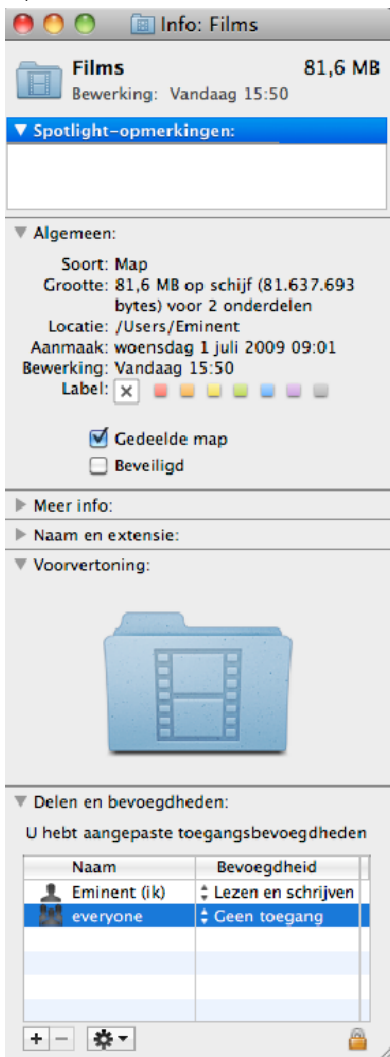 Info: Films
Films 81,6 MB
Bewerking: Vandaag 15:50
Spotlight-opmerkingen:
Algemeen:
Soort: Map
Grootte: 81,6 MB op schijf (81.637.693
bytes) voor 2 onderdelen
Locatie: /Users/Eminent
Aanmaak: woensdag 1 juli 2009 09:01
Bewerking: Vandaag 15:50
Label:
Gedeelde map
Beveiligd
Meer info:
Naam en extensie:
Voorvertoning:
Delen en bevoegdheden:
U hebt aangepaste toegangsbevoegdheden
Naam Bevoegdheid
Eminent (ik) Lezen en schrijven
everyone Geen toegang